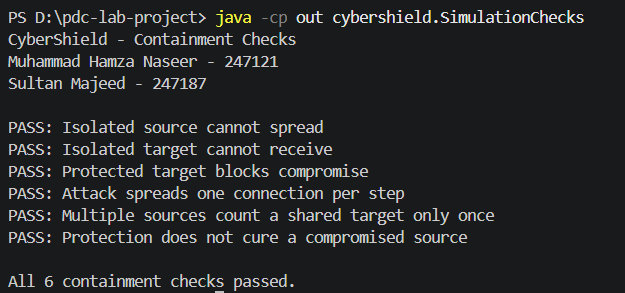 PS D:\pdc-lab-project> java -cp out cybershield.SimulationChecks
CyberShield - Containment Checks
Muhammad Hamza Naseer - 247121
Sultan Majeed - 247187
PASS: Isolated source cannot spread
PASS: Isolated target cannot receive
PASS: Protected target blocks compromise
PASS: Attack spreads one connection per step
PASS: Multiple sources count a shared target only once
PASS: Protection does not cure a compromised source
All 6 containment checks passed.